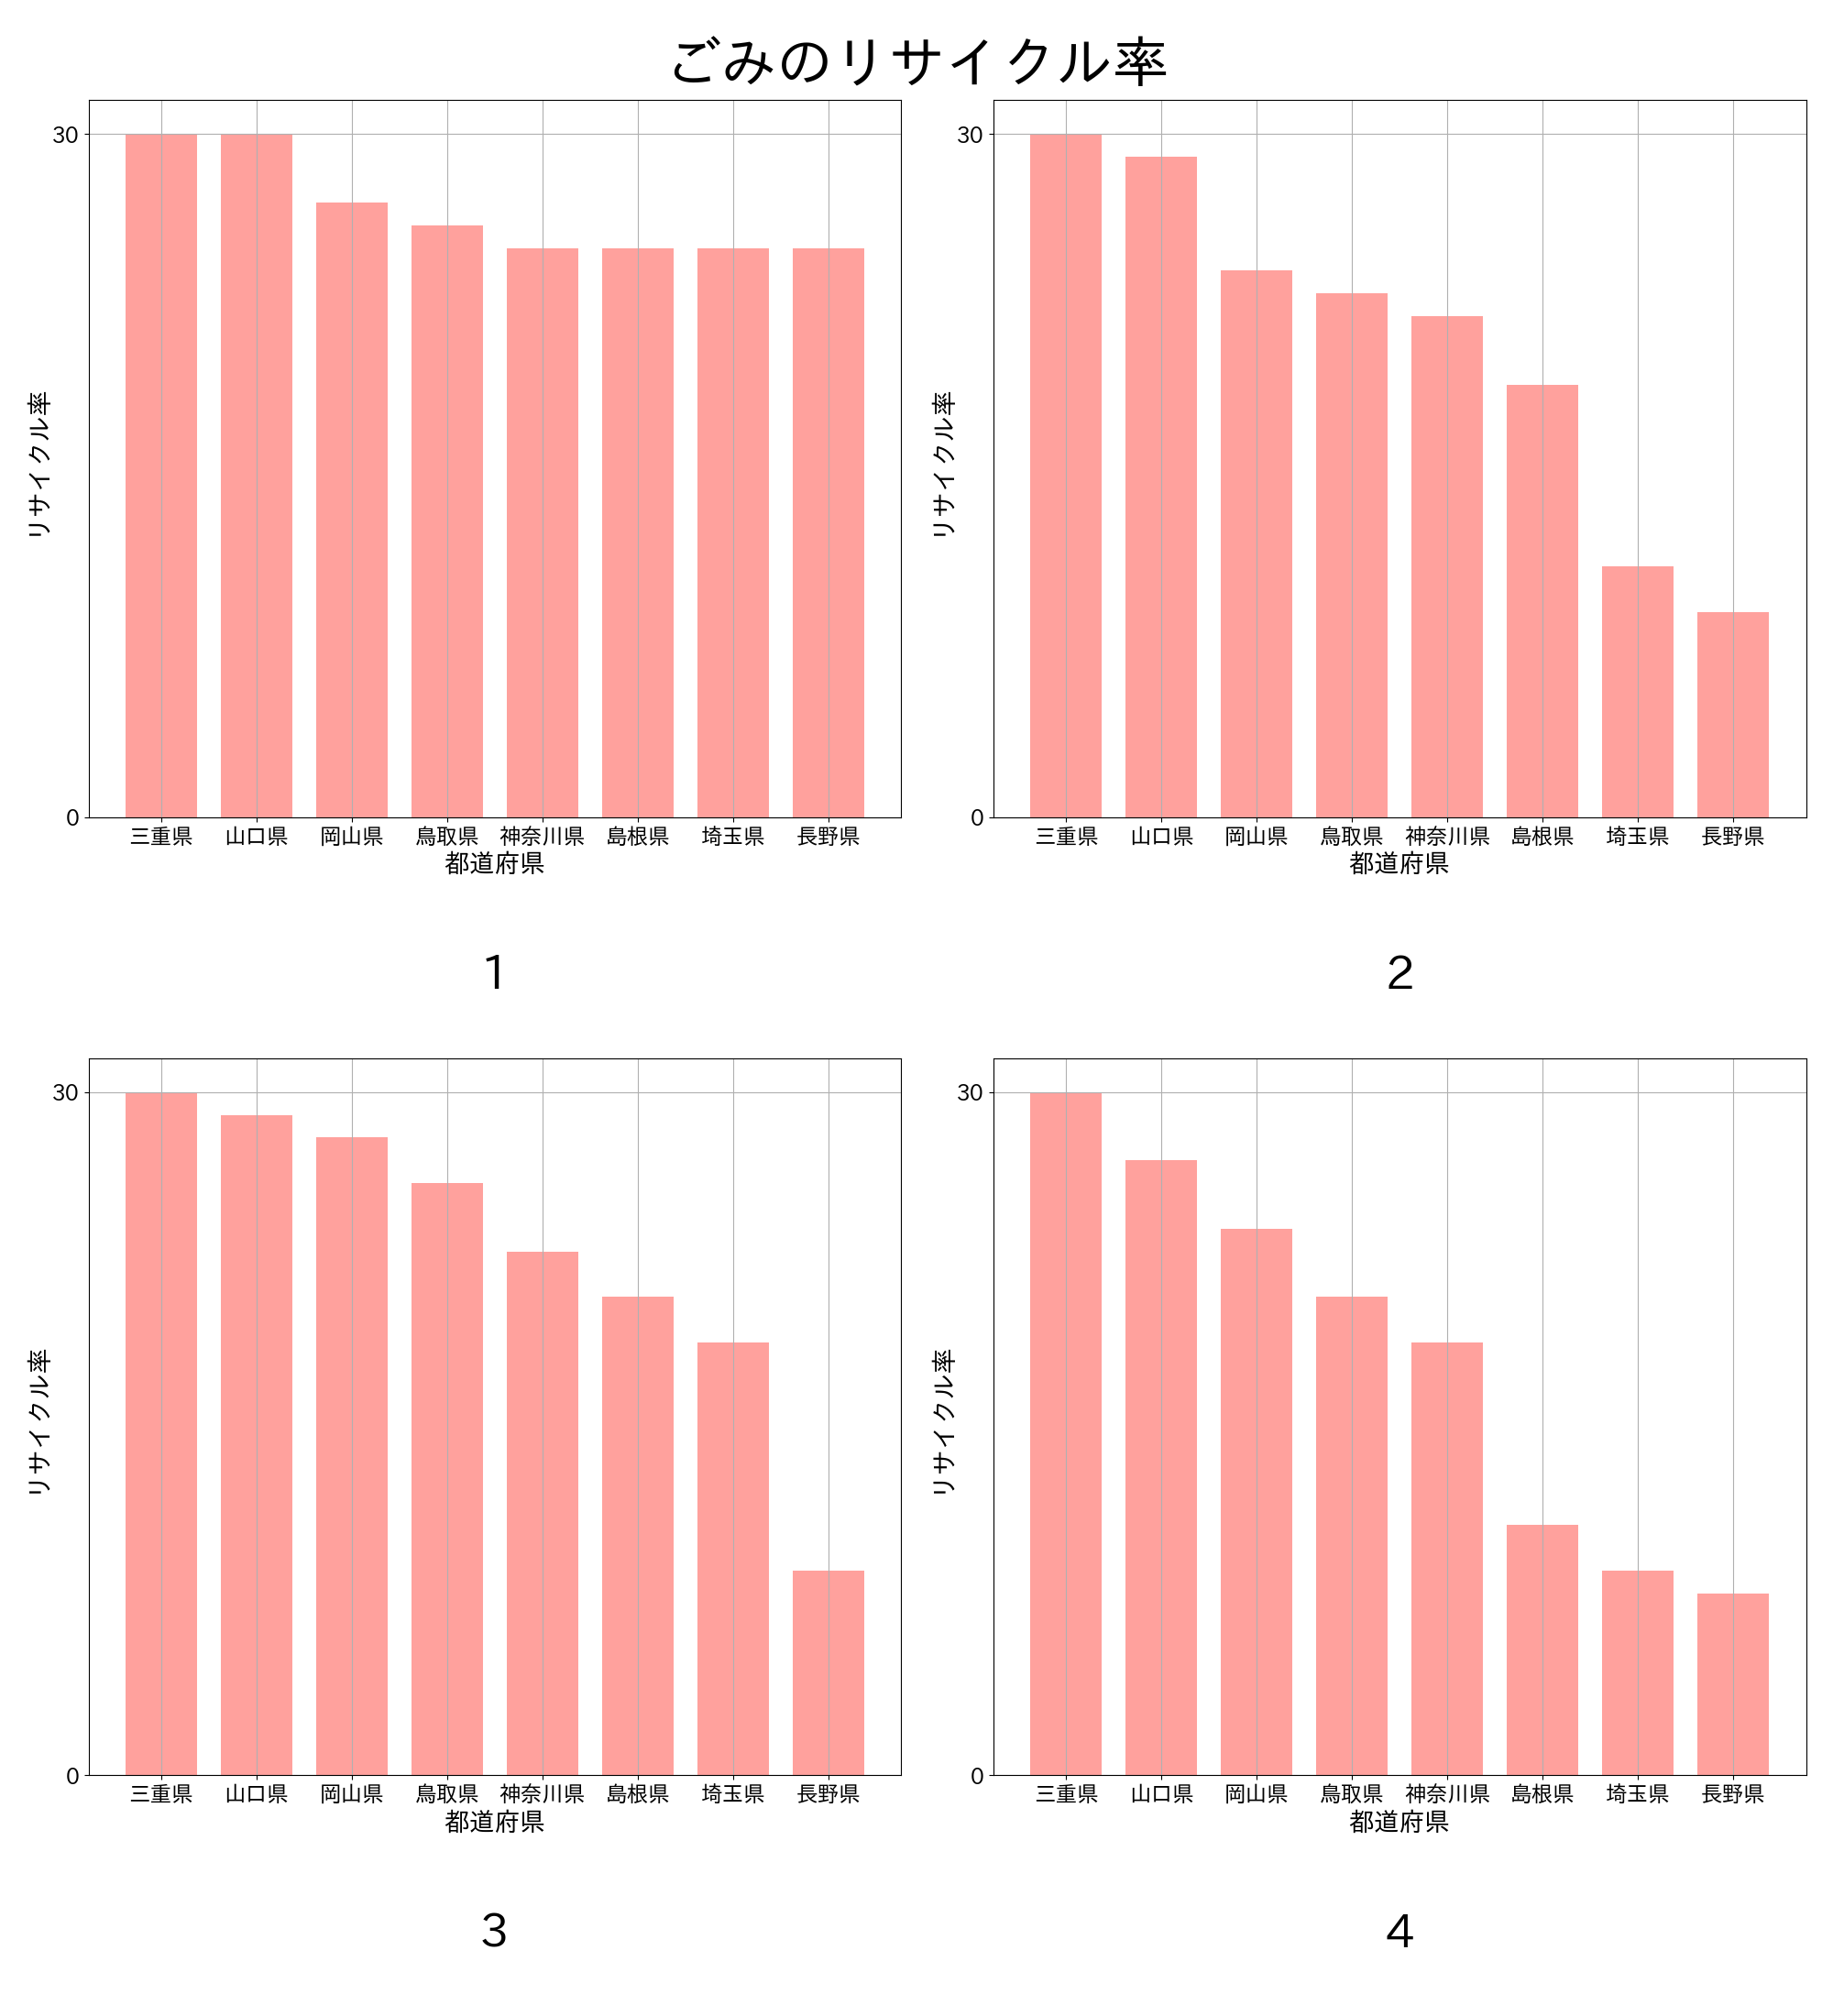 ごみのリサイクル率
30
0
リサイクル率
三重県 山口県 岡山県 鳥取県 神奈川県 島根県 埼玉県 長野県
都道府県
1
30
0
リサイクル率
三重県 山口県 岡山県 鳥取県 神奈川県 島根県 埼玉県 長野県
都道府県
2
30
0
リサイクル率
三重県 山口県 岡山県 鳥取県 神奈川県 島根県 埼玉県 長野県
都道府県
3
30
0
リサイクル率
三重県 山口県 岡山県 鳥取県 神奈川県 島根県 埼玉県 長野県
都道府県
4